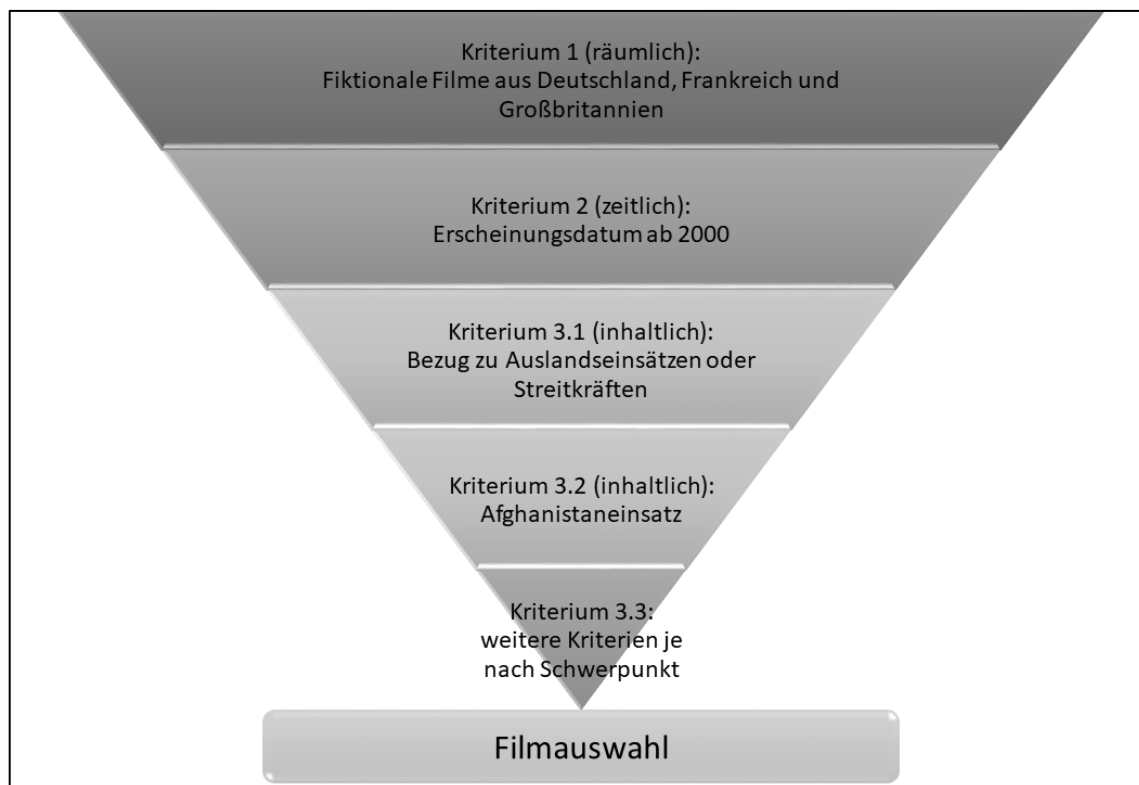 Kriterium 1 (räumlich):
Fiktionale Filme aus Deutschland, Frankreich und
Großbritannien
Kriterium 2 (zeitlich):
Erscheinungsdatum ab 2000
Kriterium 3.1 (inhaltlich):
Bezug zu Auslandseinsätzen oder
Streitkräften
Kriterium 3.2 (inhaltlich):
Afghanistaneinsatz
Kriterium 3.3:
weitere Kriterien je
nach Schwerpunkt
Filmauswahl